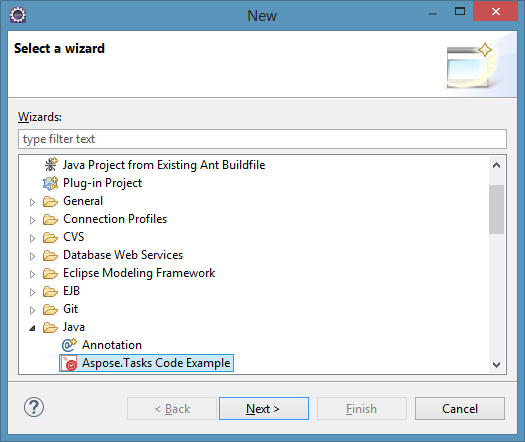 New
Select a wizard
Wizards:
type filter text
Java Project from Existing Ant Buildfile
Plug-in Project
General
Connection Profiles
CVS
Database Web Services
Eclipse Modeling Framework
EJB
Git
Java
Annotation
Aspose.Tasks Code Example
? < Back Next > Finish Cancel